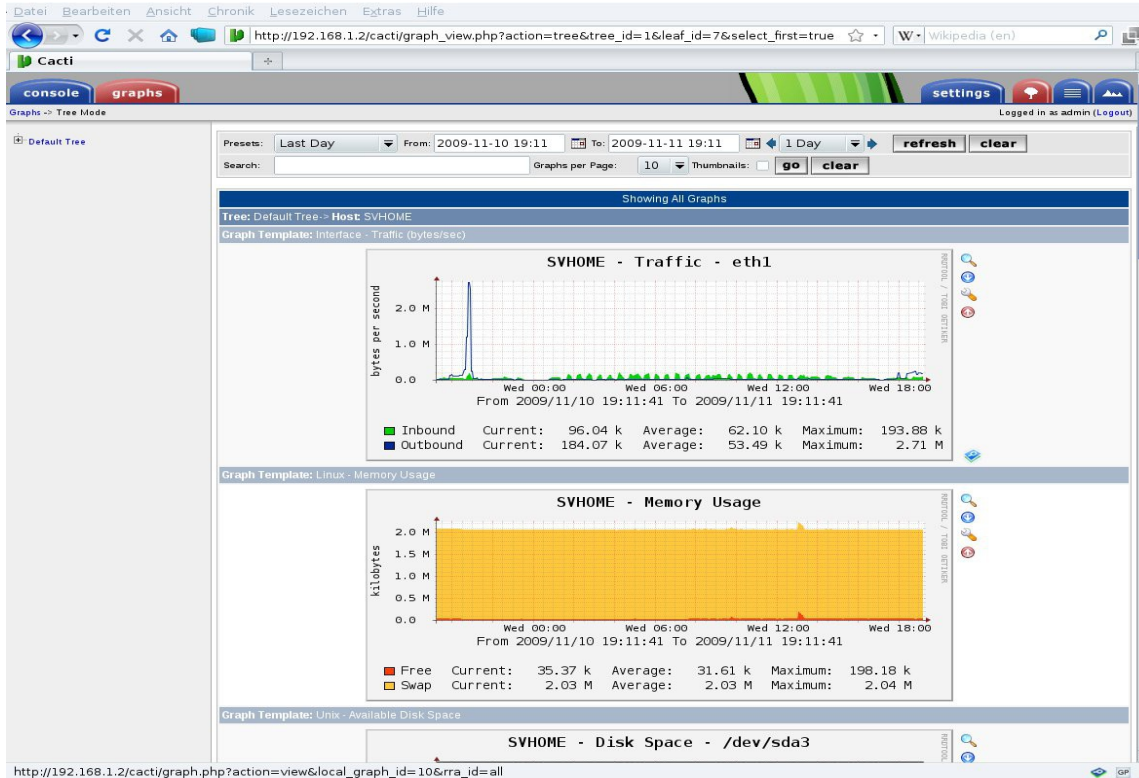 Datei Bearbeiten Ansicht Chronik Lesezeichen Extras Hilfe
http://192.168.1.2/cacti/graph_view.php?action=tree&tree_id=1&leaf_id=7&select_first=true W Wikipedia (en)
Cacti
console graphs settings
Graphs -> Tree Mode Logged in as admin (Logout)
Default Tree
Presets: Last Day From: 2009-11-10 19:11 To: 2009-11-11 19:11 1 Day refresh clear
Search: Graphs per Page: 10 Thumbnails: go clear
Showing All Graphs
Tree: Default Tree-> Host: SVHOME
Graph Template: Interface - Traffic (bytes/sec)
SVHOME - Traffic - eth1
RRDTOOL / TOBI OETIKER
bytes per second
2.0 M
1.0 M
0.0
Wed 00:00 Wed 06:00 Wed 12:00 Wed 18:00
From 2009/11/10 19:11:41 To 2009/11/11 19:11:41
Inbound Current: 96.04 k Average: 62.10 k Maximum: 193.88 k
Outbound Current: 184.07 k Average: 53.49 k Maximum: 2.71 M
Graph Template: Linux - Memory Usage
SVHOME - Memory Usage
RRDTOOL / TOBI OETIKER
kilobytes
2.0 M
1.5 M
1.0 M
0.5 M
0.0
Wed 00:00 Wed 06:00 Wed 12:00 Wed 18:00
From 2009/11/10 19:11:41 To 2009/11/11 19:11:41
Free Current: 35.37 k Average: 31.61 k Maximum: 198.18 k
Swap Current: 2.03 M Average: 2.03 M Maximum: 2.04 M
Graph Template: Unix - Available Disk Space
SVHOME - Disk Space - /dev/sda3
RRDTOOL
http://192.168.1.2/cacti/graph.php?action=view&local_graph_id=10&rra_id=all GP